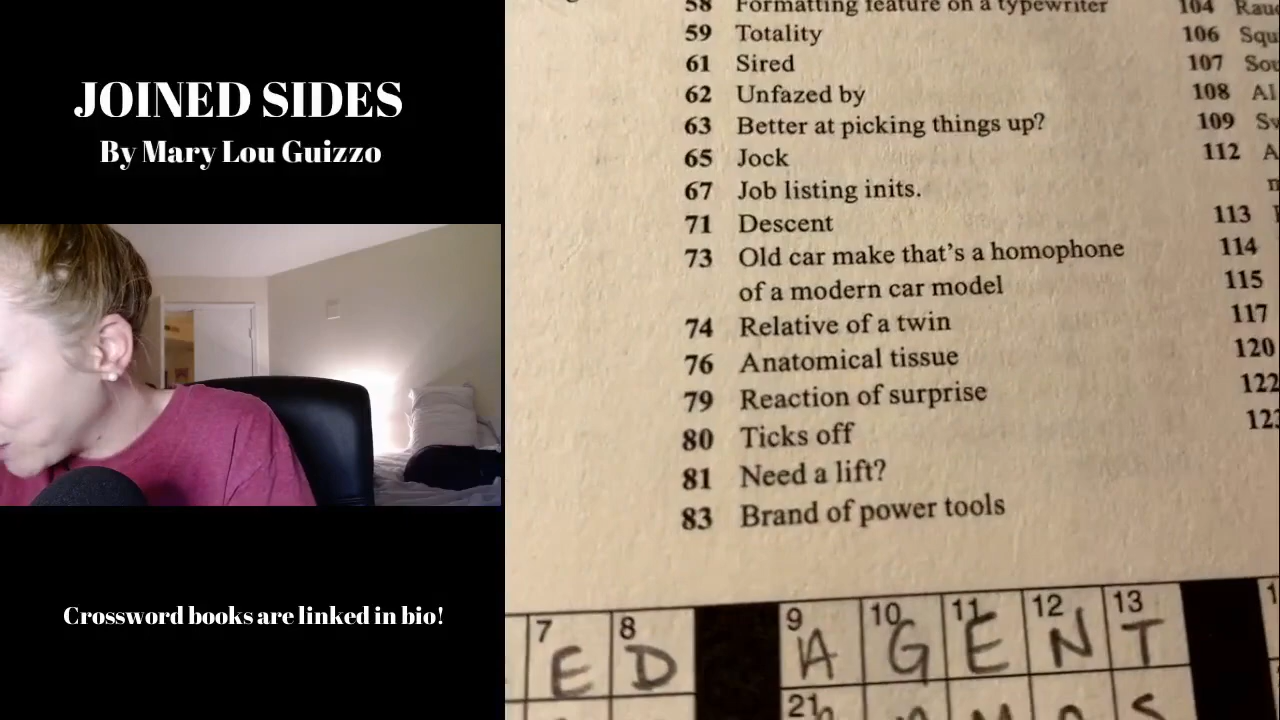 JOINED SIDES
By Mary Lou Guizzo
Crossword books are linked in bio!
58 Formatting feature on a typewriter
59 Totality
61 Sired
62 Unfazed by
63 Better at picking things up?
65 Jock
67 Job listing inits.
71 Descent
73 Old car make that's a homophone
of a modern car model
74 Relative of a twin
76 Anatomical tissue
79 Reaction of surprise
80 Ticks off
81 Need a lift?
83 Brand of power tools
104
106
107
108
109
112 A
113
114
115
117
120
122
7 8 9 10 11 12 13
E D A G E N T
21